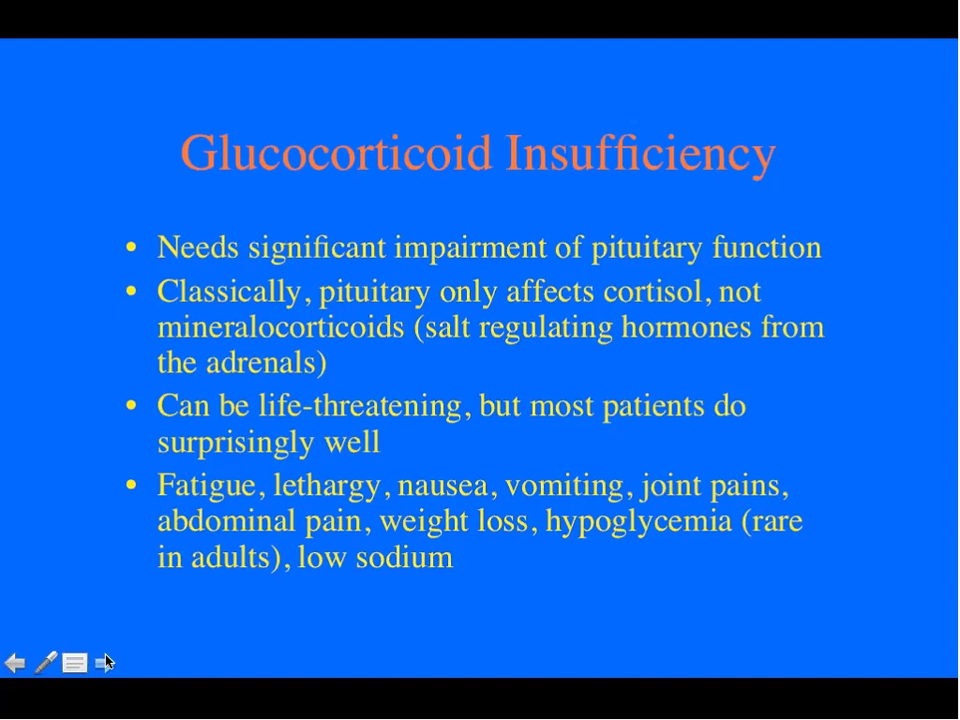 Glucocorticoid Insufficiency
• Needs significant impairment of pituitary function
• Classically, pituitary only affects cortisol, not
mineralocorticoids (salt regulating hormones from
the adrenals)
• Can be life-threatening, but most patients do
surprisingly well
• Fatigue, lethargy, nausea, vomiting, joint pains,
abdominal pain, weight loss, hypoglycemia (rare
in adults), low sodium